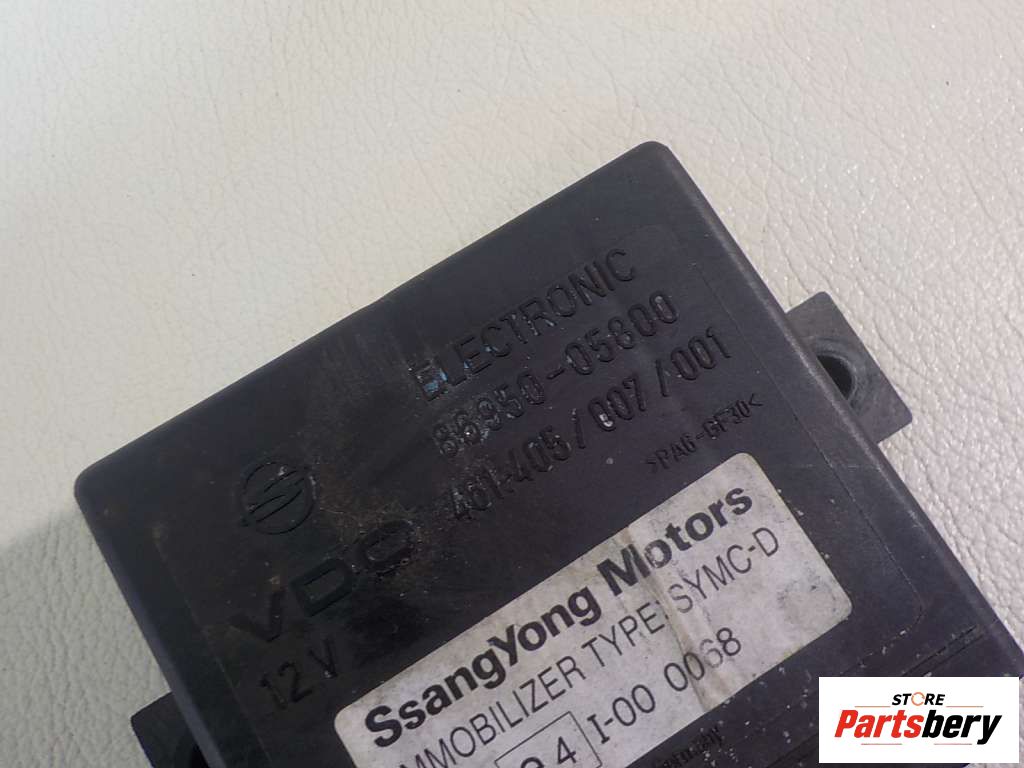 ELECTRONIC
86950-05800
461-405/007/001
>PA6-GF30<
VDO
12V
SsangYong Motors
IMMOBILIZER TYPE: SYMC-D
I-00 0068
STORE
Partsbery